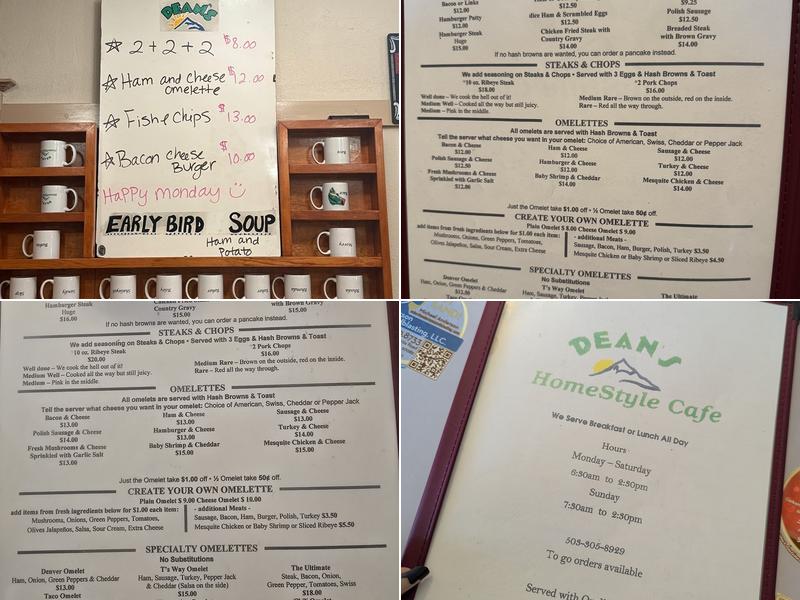 DEAN'S
☆ 2 + 2 + 2 $8.00
☆ Ham and Cheese $12.00
omelette
☆ Fish & Chips $13.00
☆ Bacon Cheese $10.00
Burger
Happy monday
EARLY BIRD SOUP
Ham and
Potato
Bacon or Links
$12.00
Hamburger Patty
$12.00
Hamburger Steak
Huge
$15.00
dice Ham & Scrambled Eggs
$12.50
Chicken Fried Steak with
Country Gravy
$14.00
$9.25
Polish Sausage
$12.50
Breaded Steak
with Brown Gravy
$14.00
If no hash browns are wanted, you can order a pancake instead.
STEAKS & CHOPS
We add seasoning on Steaks & Chops • Served with 3 Eggs & Hash Browns & Toast
*10 oz. Ribeye Steak
$18.00
*2 Pork Chops
$16.00
Well done – We cook the hell out of it!
Medium Well – Cooked all the way but still juicy.
Medium – Pink in the middle.
Medium Rare – Brown on the outside, red on the inside.
Rare – Red all the way through.
OMELETTES
All omelets are served with Hash Browns & Toast
Tell the server what cheese you want in your omelet: Choice of American, Swiss, Cheddar or Pepper Jack
Bacon & Cheese
$12.00
Polish Sausage & Cheese
$12.50
Fresh Mushrooms & Cheese
Sprinkled with Garlic Salt
$12.00
Ham & Cheese
$12.00
Hamburger & Cheese
$12.00
Baby Shrimp & Cheddar
$14.00
Sausage & Cheese
$12.00
Turkey & Cheese
$12.00
Mesquite Chicken & Cheese
$14.00
Just the Omelet take $1.00 off • ½ Omelet take 50¢ off.
CREATE YOUR OWN OMELETTE
Plain Omelet $ 8.00 Cheese Omelet $ 9.00
add items from fresh ingredients below for $1.00 each item:
Mushrooms, Onions, Green Peppers, Tomatoes,
Olives Jalapeños, Salsa, Sour Cream, Extra Cheese
- additional Meats -
Sausage, Bacon, Ham, Burger, Polish, Turkey $3.50
Mesquite Chicken or Baby Shrimp or Sliced Ribeye $4.50
SPECIALTY OMELETTES
No Substitutions
Denver Omelet
Ham, Onion, Green Peppers & Cheddar
$12.00
T's Way Omelet
Ham, Sausage, Turkey, Pepper
The Ultimate
Hamburger Steak
Huge
$16.00
Country Gravy
$15.00
with Brown Gravy
$15.00
If no hash browns are wanted, you can order a pancake instead.
STEAKS & CHOPS
We add seasoning on Steaks & Chops • Served with 3 Eggs & Hash Browns & Toast
*10 oz. Ribeye Steak
$20.00
*2 Pork Chops
$16.00
Well done – We cook the hell out of it!
Medium Well – Cooked all the way but still juicy.
Medium – Pink in the middle.
Medium Rare – Brown on the outside, red on the inside.
Rare – Red all the way through.
OMELETTES
All omelets are served with Hash Browns & Toast
Tell the server what cheese you want in your omelet: Choice of American, Swiss, Cheddar or Pepper Jack
Bacon & Cheese
$13.00
Polish Sausage & Cheese
$14.00
Fresh Mushrooms & Cheese
Sprinkled with Garlic Salt
$13.00
Ham & Cheese
$13.00
Hamburger & Cheese
$13.00
Baby Shrimp & Cheddar
$15.00
Sausage & Cheese
$13.00
Turkey & Cheese
$14.00
Mesquite Chicken & Cheese
$15.00
Just the Omelet take $1.00 off • ½ Omelet take 50¢ off.
CREATE YOUR OWN OMELETTE
Plain Omelet $ 9.00 Cheese Omelet $ 10.00
add items from fresh ingredients below for $1.00 each item:
Mushrooms, Onions, Green Peppers, Tomatoes,
Olives Jalapeños, Salsa, Sour Cream, Extra Cheese
- additional Meats -
Sausage, Bacon, Ham, Burger, Polish, Turkey $3.50
Mesquite Chicken or Baby Shrimp or Sliced Ribeye $5.50
SPECIALTY OMELETTES
No Substitutions
Denver Omelet
Ham, Onion, Green Peppers & Cheddar
$13.00
Taco Omelet
T's Way Omelet
Ham, Sausage, Turkey, Pepper Jack
& Cheddar (Salsa on the side)
$15.00
The Ultimate
Steak, Bacon, Onion,
Green Pepper, Tomatoes, Swiss
$18.00
blasting, LLC.
DEAN'S
HomeStyle Cafe
We Serve Breakfast or Lunch All Day
Hours
Monday – Saturday
6:30am to 2:30pm
Sunday
7:30am to 2:30pm
503-305-8929
To go orders available